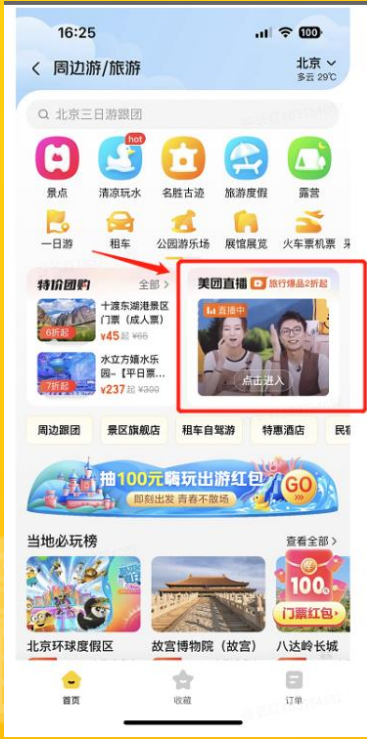 16:25
100
周边游/旅游
北京
多云 29℃
北京三日游跟团
hot
景点
清凉玩水
名胜古迹
旅游度假
露营
一日游
租车
公园游乐场
展馆展览
火车票机票
特价团购
全部
美团直播
旅行爆品2折起
6折起
十渡东湖港景区
门票（成人票）
¥45起 ¥65
直播中
点击进入
7折起
水立方嬉水乐
园-【平日票...
¥237起 ¥300
周边跟团
景区旗舰店
租车自驾游
特惠酒店
民宿
抽100元嗨玩出游红包
即刻出发 青春不散场
GO
当地必玩榜
查看全部
100
元
门票红包
北京环球度假区
故宫博物院（故宫）
八达岭长城
首页
收藏
订单